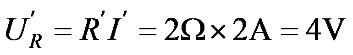 U′_R = R′I′ = 2Ω×2A = 4V